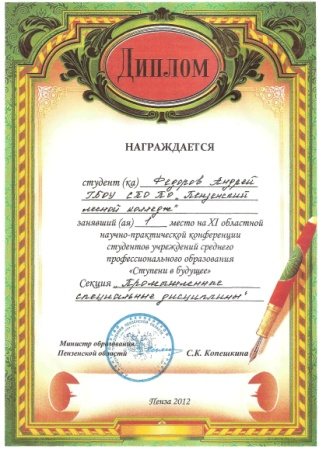 Диплом
НАГРАЖДАЕТСЯ
студент (ка) Федоров Андрей
ГБОУ СПО ПО „Пензенский
лесной колледж"
занявший (ая) 1 место на XI областной
научно-практической конференции
студентов учреждений среднего
профессионального образования
«Ступени в будущее»
Секция „Промышленные
специальные дисциплины"
Министр образования
Пензенской области
С.К. Копешкина
Пенза 2012